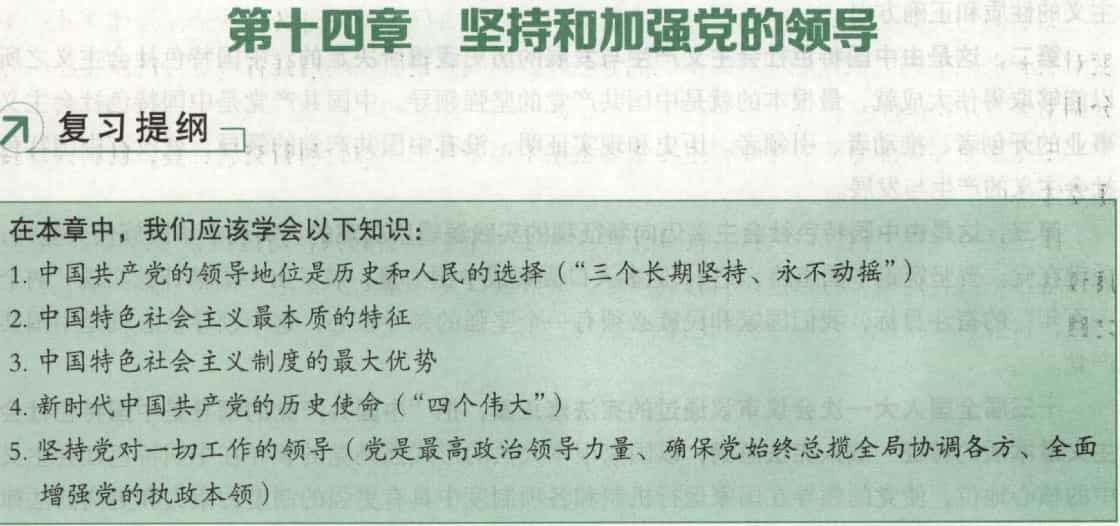 第十四章 坚持和加强党的领导
复习提纲
在本章中，我们应该学会以下知识：
1. 中国共产党的领导地位是历史和人民的选择（“三个长期坚持、永不动摇”）
2. 中国特色社会主义最本质的特征
3. 中国特色社会主义制度的最大优势
4. 新时代中国共产党的历史使命（“四个伟大”）
5. 坚持党对一切工作的领导（党是最高政治领导力量、确保党始终总揽全局协调各方，全面
增强党的执政本领）